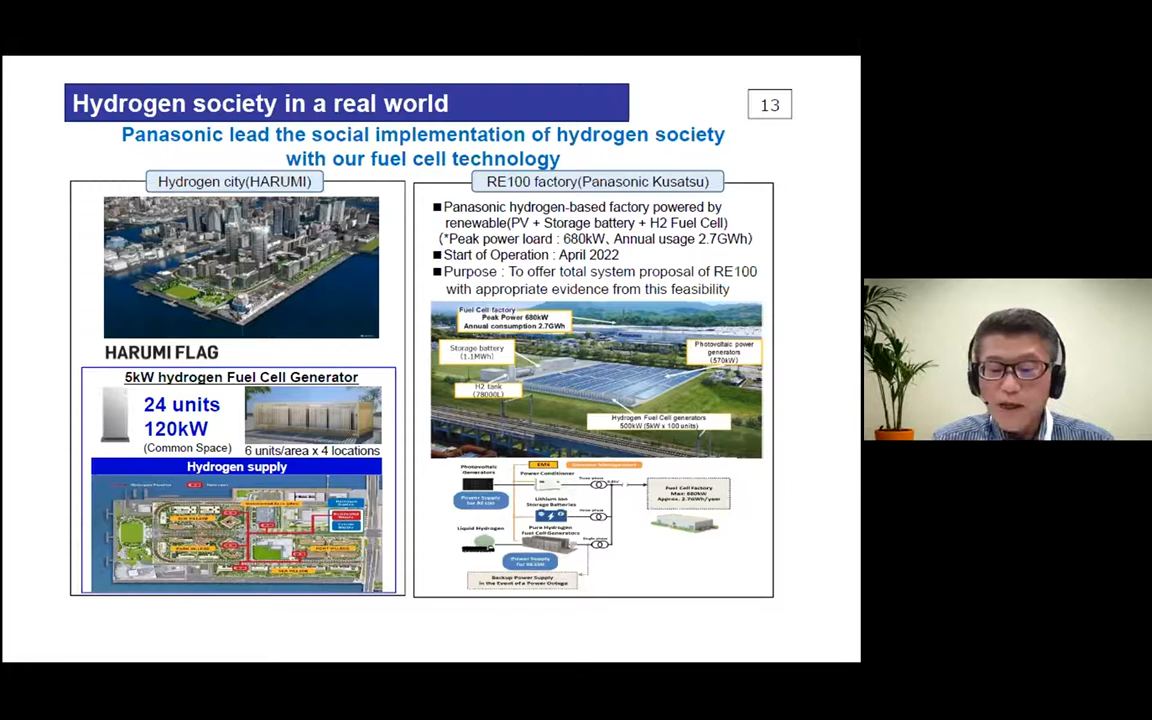 Hydrogen society in a real world
13
Panasonic lead the social implementation of hydrogen society
with our fuel cell technology
Hydrogen city(HARUMI)
HARUMI FLAG
5kW hydrogen Fuel Cell Generator
24 units
120kW
(Common Space)
6 units/area x 4 locations
Hydrogen supply
RE100 factory(Panasonic Kusatsu)
■Panasonic hydrogen-based factory powered by
renewable(PV + Storage battery + H2 Fuel Cell)
(*Peak power loard : 680kW、Annual usage 2.7GWh)
■Start of Operation : April 2022
■Purpose : To offer total system proposal of RE100
with appropriate evidence from this feasibility
Fuel Cell factory
Peak Power 680kW
Annual consumption 2.7GWh
Storage battery
(1.1MWh)
Photovoltaic power
generators
(570kW)
H2 tank
(78000L)
Hydrogen Fuel Cell generators
500kW (5kW x 100 units)
Photovoltaic
Generators
EMS
Power Conditioner
Power Supply
for RE100
Lithium Ion
Storage Batteries
Fuel Cell Factory
Max: 680kW
Approx. 2.7GWh/year
Liquid Hydrogen
Pure Hydrogen
Fuel Cell Generators
Power Supply
for RE100
Backup Power Supply
in the Event of a Power Outage